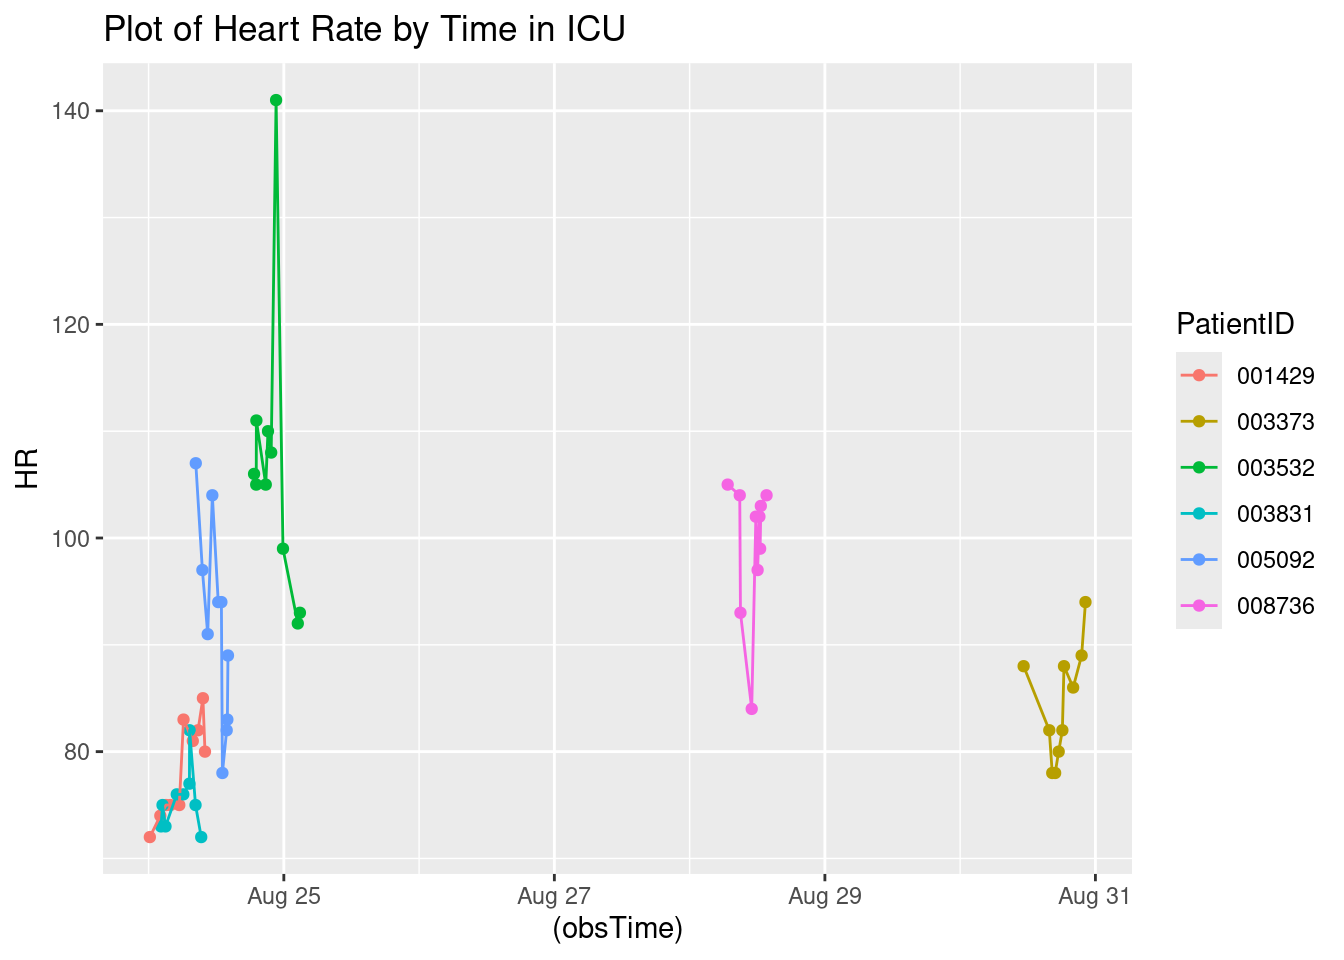 Plot of Heart Rate by Time in ICU
140
120
100
80
HR
Aug 25
Aug 27
Aug 29
Aug 31
(obsTime)
PatientID
001429
003373
003532
003831
005092
008736